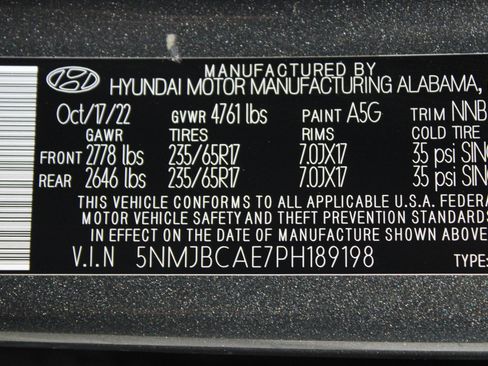 MANUFACTURED BY
HYUNDAI MOTOR MANUFACTURING ALABAMA,
Oct/17/22 GVWR 4761 lbs PAINT A5G TRIM NNB
GAWR TIRES RIMS COLD TIRE
FRONT 2778 lbs 235/65R17 7.0JX17 35 psi SING
REAR 2646 lbs 235/65R17 7.0JX17 35 psi SING
THIS VEHICLE CONFORMS TO ALL APPLICABLE U.S.A. FEDERA
MOTOR VEHICLE SAFETY AND THEFT PREVENTION STANDARDS
IN EFFECT ON THE DATE OF MANUFACTURE SHOWN ABOVE.
V.I.N 5NMJBCAE7PH189198 TYPE: